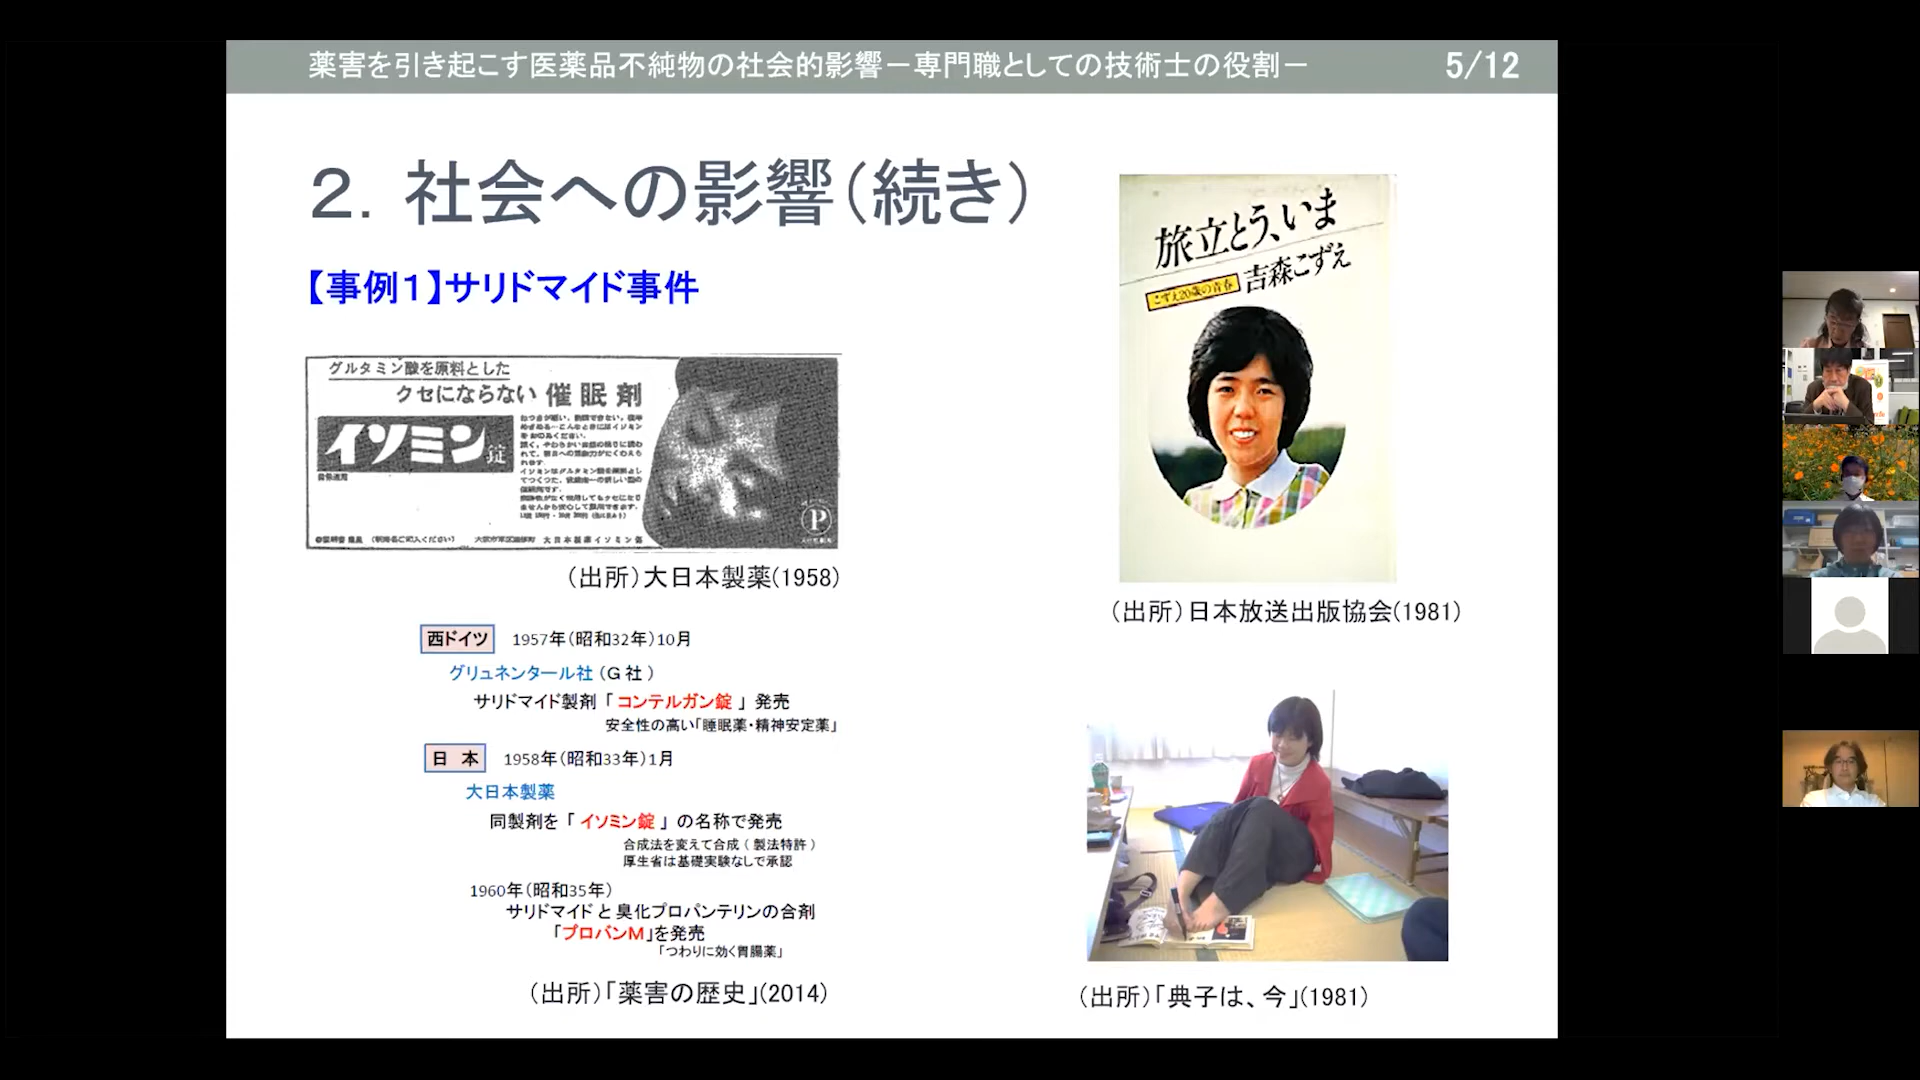 薬害を引き起こす医薬品不純物の社会的影響－専門職としての技術士の役割－
5/12
２．社会への影響（続き）
【事例１】サリドマイド事件
グルタミン酸を原料とした
クセにならない 催眠剤
イソミン錠
（出所）大日本製薬(1958)
西ドイツ 1957年（昭和32年）10月
グリュネンタール社（Ｇ社）
サリドマイド製剤「コンテルガン錠」発売
安全性の高い「睡眠薬・精神安定薬」
日 本 1958年（昭和33年）1月
大日本製薬
同製剤を「イソミン錠」の名称で発売
合成法を変えて合成（製法特許）
厚生省は基礎実験なしで承認
1960年（昭和35年）
サリドマイドと臭化プロパンテリンの合剤
「プロバンＭ」を発売
「つわりに効く胃腸薬」
（出所）「薬害の歴史」(2014)
旅立とう、いま
こずえ20歳の青春
吉森こずえ
（出所）日本放送出版協会(1981)
（出所）「典子は、今」(1981)